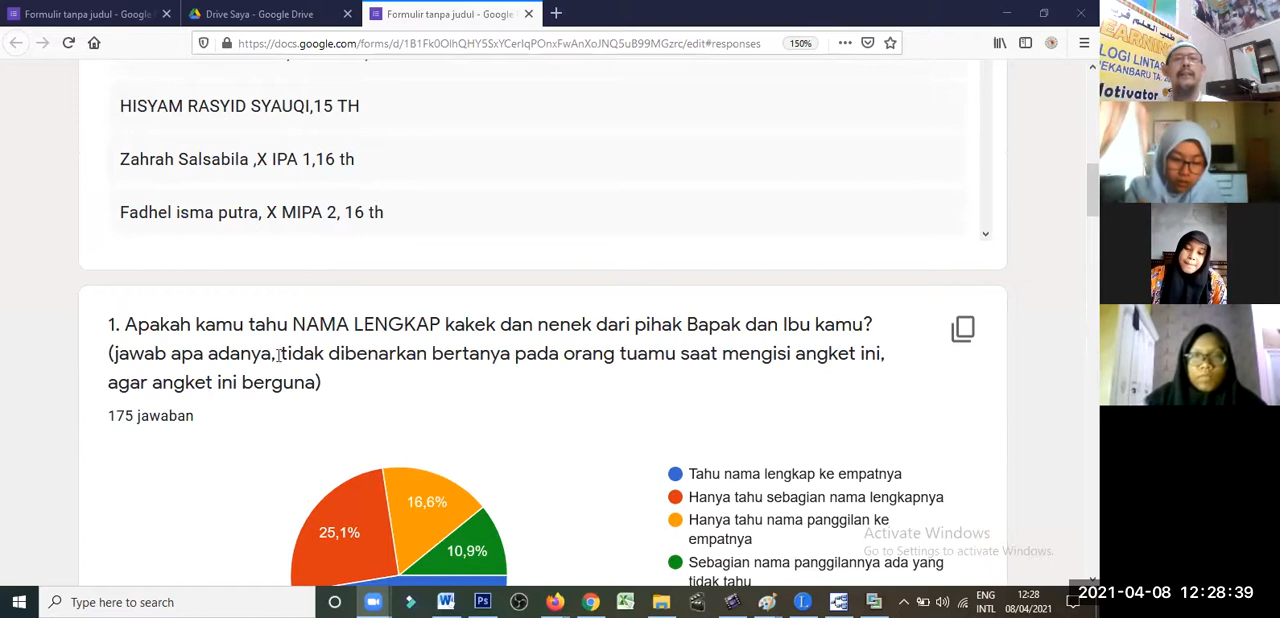 Formulir tanpa judul - Google F
Drive Saya - Google Drive
Formulir tanpa judul - Google F
https://docs.google.com/forms/d/1B1Fk0OlhQHY5SxYCerIqPOnxFwAnXoJNQ5uB99MGzrc/edit#responses
150%
HISYAM RASYID SYAUQI,15 TH
Zahrah Salsabila ,X IPA 1,16 th
Fadhel isma putra, X MIPA 2, 16 th
1. Apakah kamu tahu NAMA LENGKAP kakek dan nenek dari pihak Bapak dan Ibu kamu?
(jawab apa adanya, tidak dibenarkan bertanya pada orang tuamu saat mengisi angket ini,
agar angket ini berguna)
175 jawaban
16,6%
25,1%
10,9%
Tahu nama lengkap ke empatnya
Hanya tahu sebagian nama lengkapnya
Hanya tahu nama panggilan ke
empatnya
Sebagian nama panggilannya ada yang
tidak tahu
Activate Windows
Go to Settings to activate Windows.
LOGI LINTAS
PEKANBARU TA.
Motivator
Type here to search
ENG
INTL
12:28
08/04/2021
2021-04-08 12:28:39